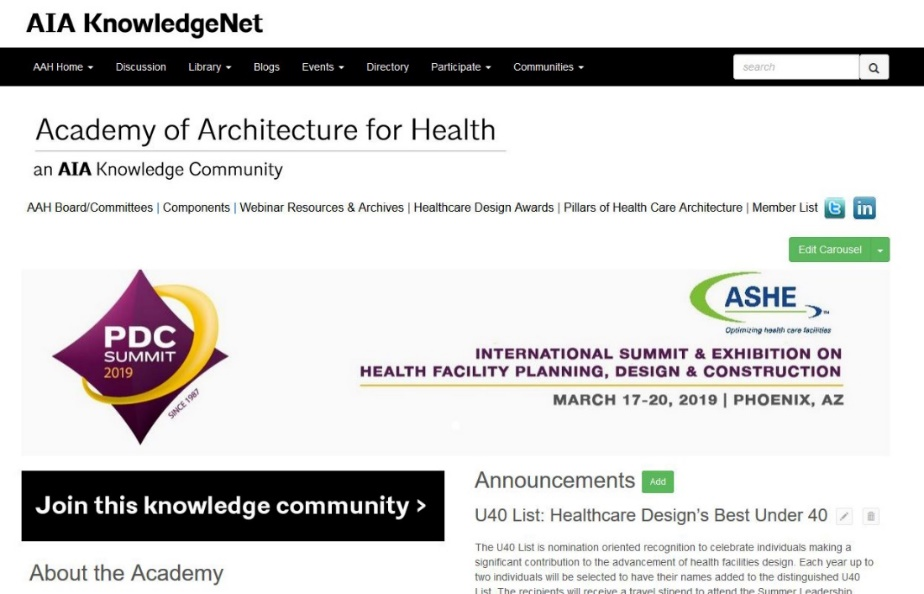 AIA KnowledgeNet
AAH Home Discussion Library Blogs Events Directory Participate Communities search
Academy of Architecture for Health
an AIA Knowledge Community
AAH Board/Committees | Components | Webinar Resources & Archives | Healthcare Design Awards | Pillars of Health Care Architecture | Member List in
Edit Carousel
PDC
SUMMIT
2019
SINCE 1987
ASHE
Optimizing health care facilities
INTERNATIONAL SUMMIT & EXHIBITION ON
HEALTH FACILITY PLANNING, DESIGN & CONSTRUCTION
MARCH 17-20, 2019 | PHOENIX, AZ
Join this knowledge community >
About the Academy
Announcements Add
U40 List: Healthcare Design's Best Under 40
The U40 List is nomination oriented recognition to celebrate individuals making a
significant contribution to the advancement of health facilities design. Each year up to
two individuals will be selected to have their names added to the distinguished U40
List. The recipients will receive a travel stipend to attend the Summer Leadership